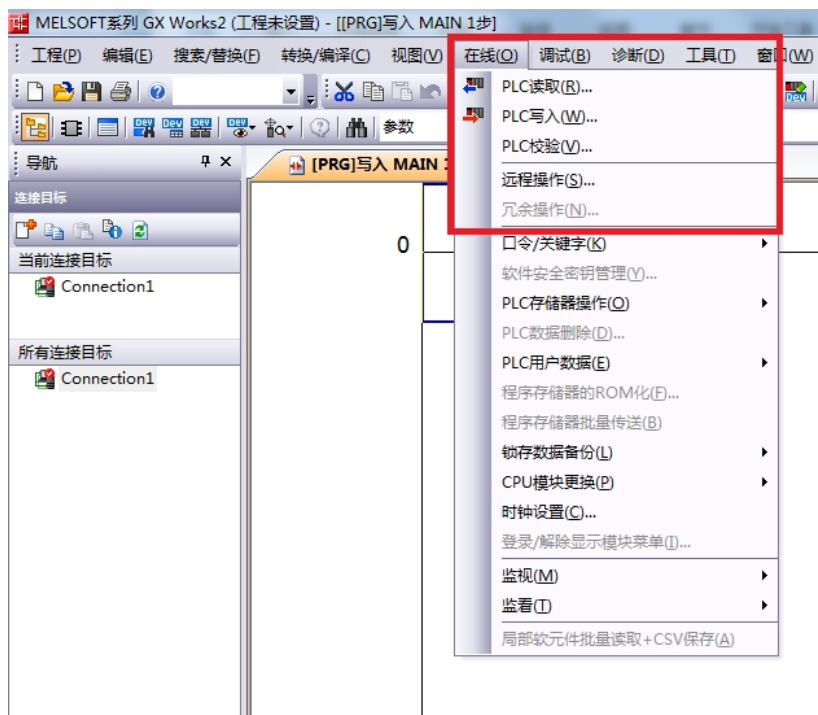 MELSOFT系列 GX Works2 (工程未设置) - [[PRG]写入 MAIN 1步]
工程(P) 编辑(E) 搜索/替换(F) 转换/编译(C) 视图(V) 在线(O) 调试(B) 诊断(D) 工具(T) 窗口(W)
参数
导航
[PRG]写入 MAIN
连接目标
当前连接目标
Connection1
所有连接目标
Connection1
0
PLC读取(R)...
PLC写入(W)...
PLC校验(V)...
远程操作(S)...
冗余操作(N)...
口令/关键字(K)
软件安全密钥管理(Y)...
PLC存储器操作(O)
PLC数据删除(D)...
PLC用户数据(E)
程序存储器的ROM化(F)...
程序存储器批量传送(B)
锁存数据备份(L)
CPU模块更换(P)
时钟设置(C)...
登录/解除显示模块菜单(I)...
监视(M)
监看(T)
局部软元件批量读取+CSV保存(A)